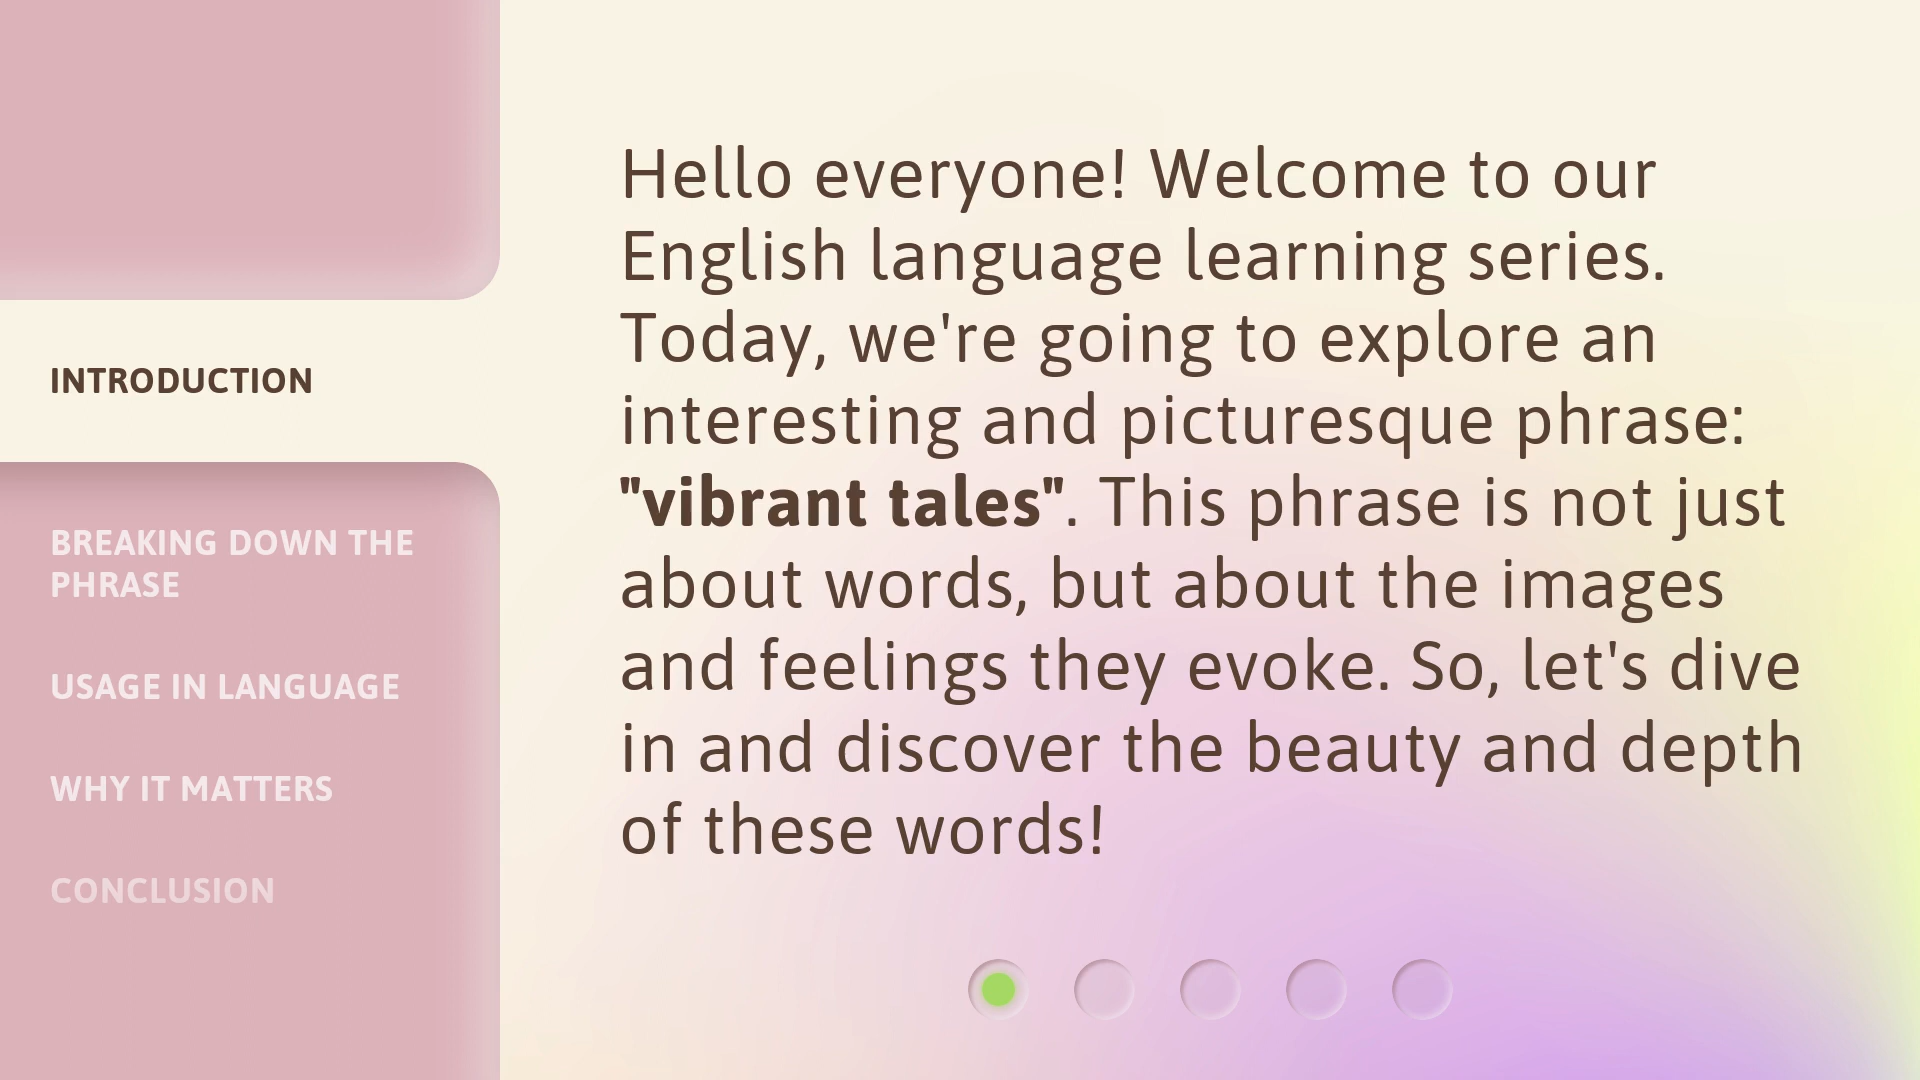 INTRODUCTION
BREAKING DOWN THE
PHRASE
USAGE IN LANGUAGE
WHY IT MATTERS
CONCLUSION
Hello everyone! Welcome to our
English language learning series.
Today, we're going to explore an
interesting and picturesque phrase:
"vibrant tales". This phrase is not just
about words, but about the images
and feelings they evoke. So, let's dive
in and discover the beauty and depth
of these words!